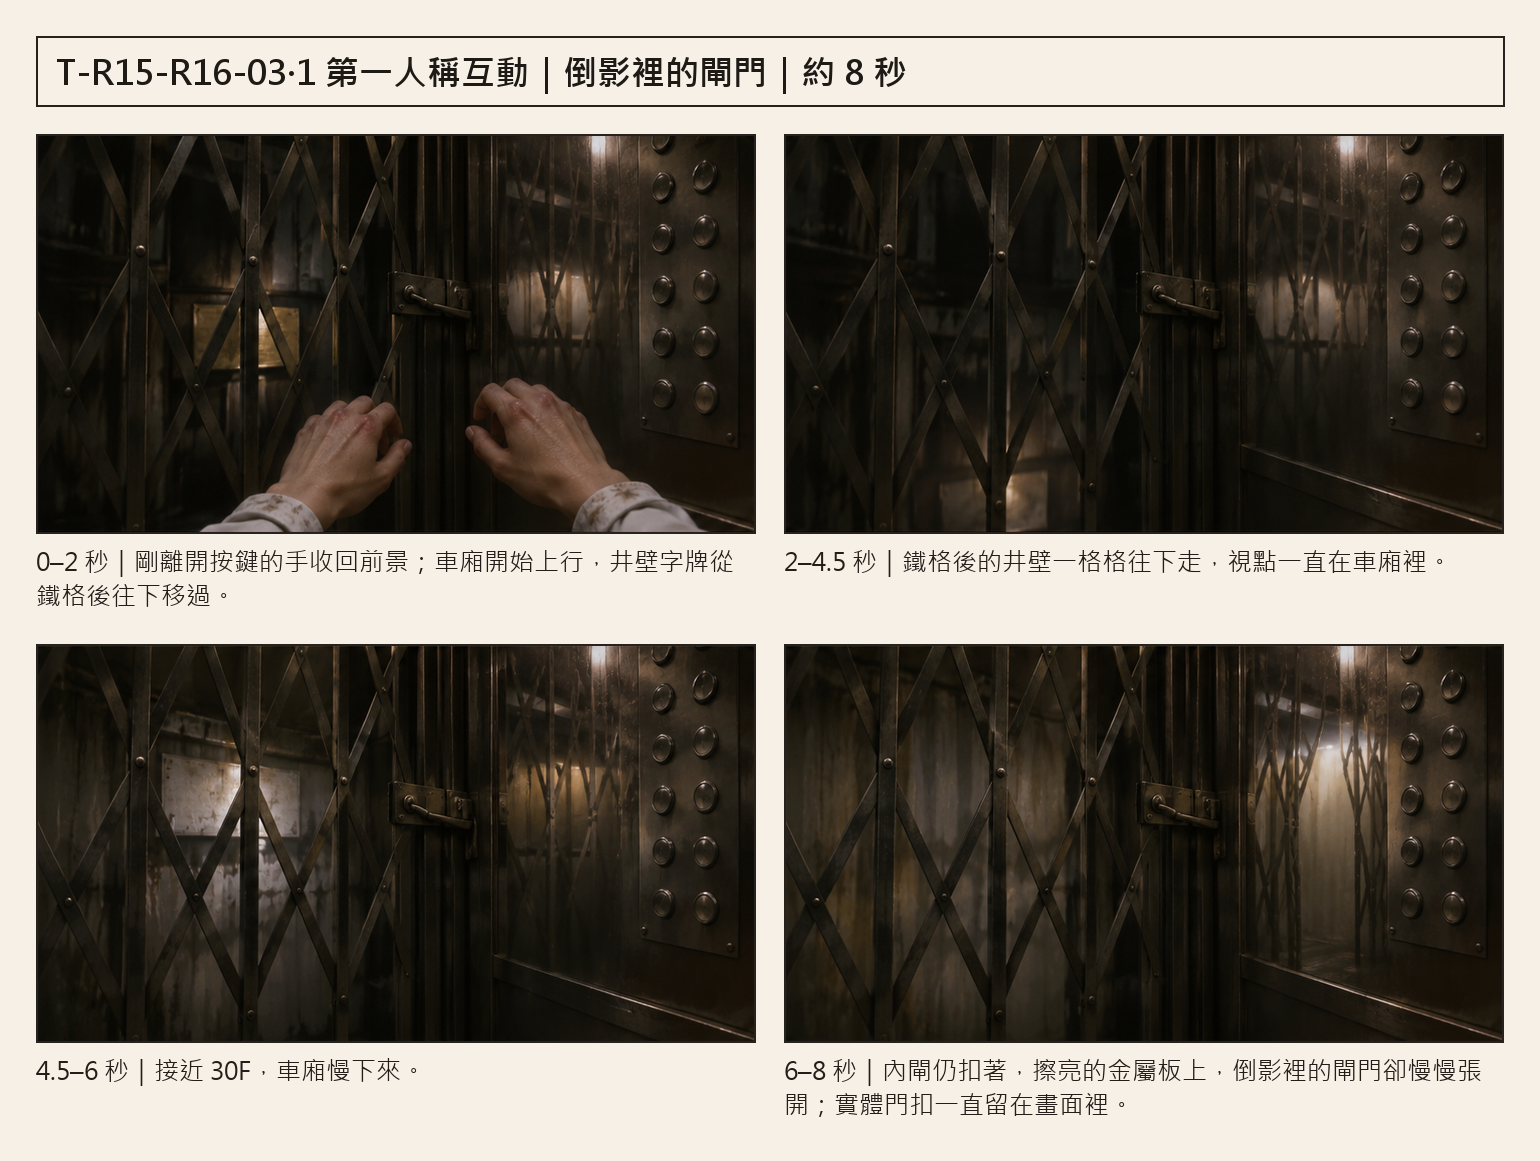 T-R15-R16-03·1 第一人稱互動｜倒影裡的閘門｜約 8 秒
0–2 秒｜剛離開按鍵的手收回前景；車廂開始上行，井壁字牌從
鐵格後往下移過。
2–4.5 秒｜鐵格後的井壁一格格往下走，視點一直在車廂裡。
4.5–6 秒｜接近 30F，車廂慢下來。
6–8 秒｜內閘仍扣著，擦亮的金屬板上，倒影裡的閘門卻慢慢張
開；實體門扣一直留在畫面裡。